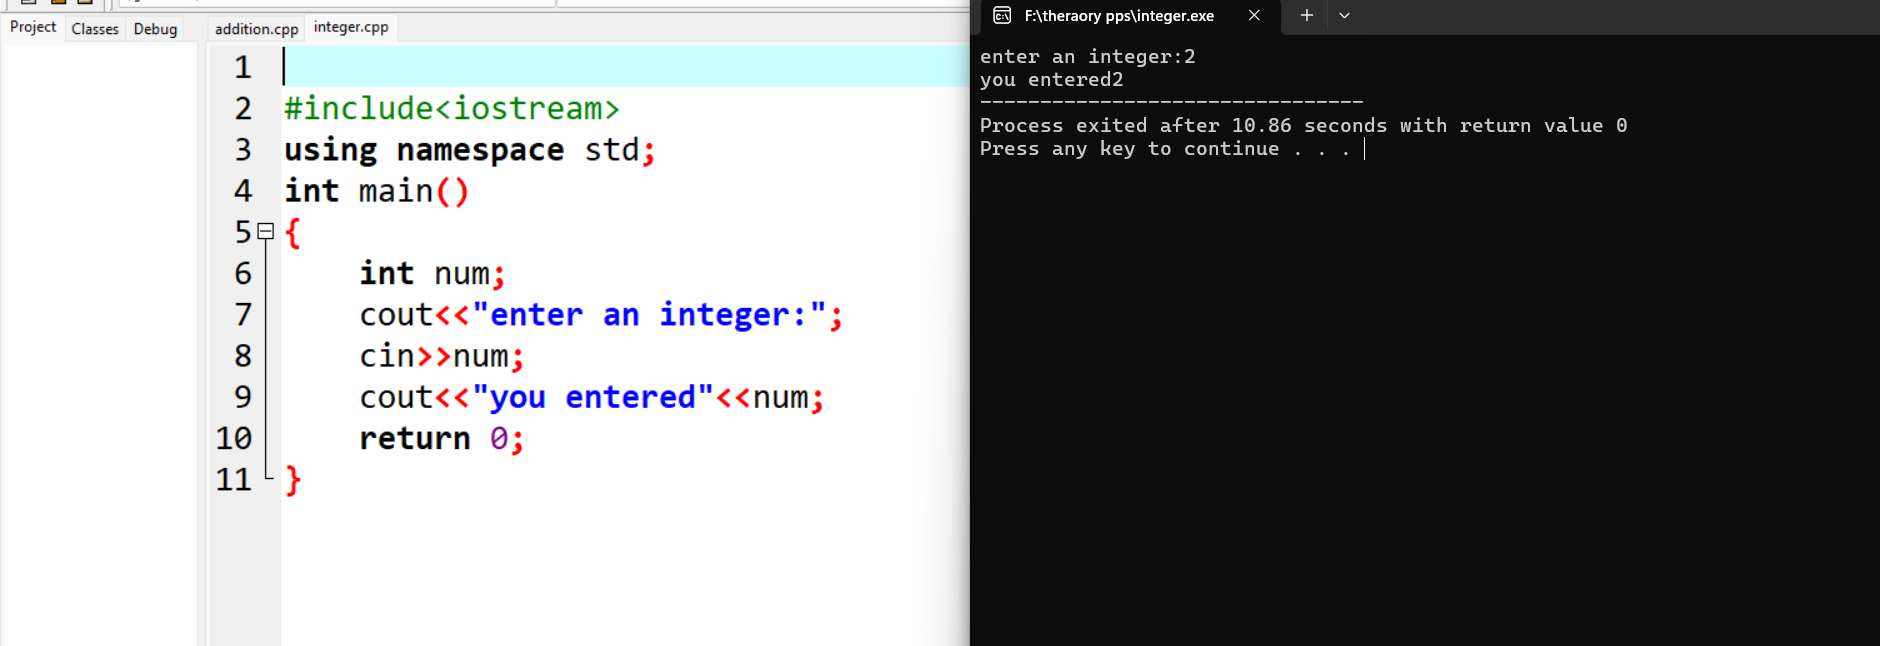 Project Classes Debug
addition.cpp integer.cpp
1
2 #include<iostream>
3 using namespace std;
4 int main()
5 {
6 int num;
7 cout<<"enter an integer:";
8 cin>>num;
9 cout<<"you entered"<<num;
10 return 0;
11 }
F:\theraory pps\integer.exe
enter an integer:2
you entered2
--------------------------------
Process exited after 10.86 seconds with return value 0
Press any key to continue . . .